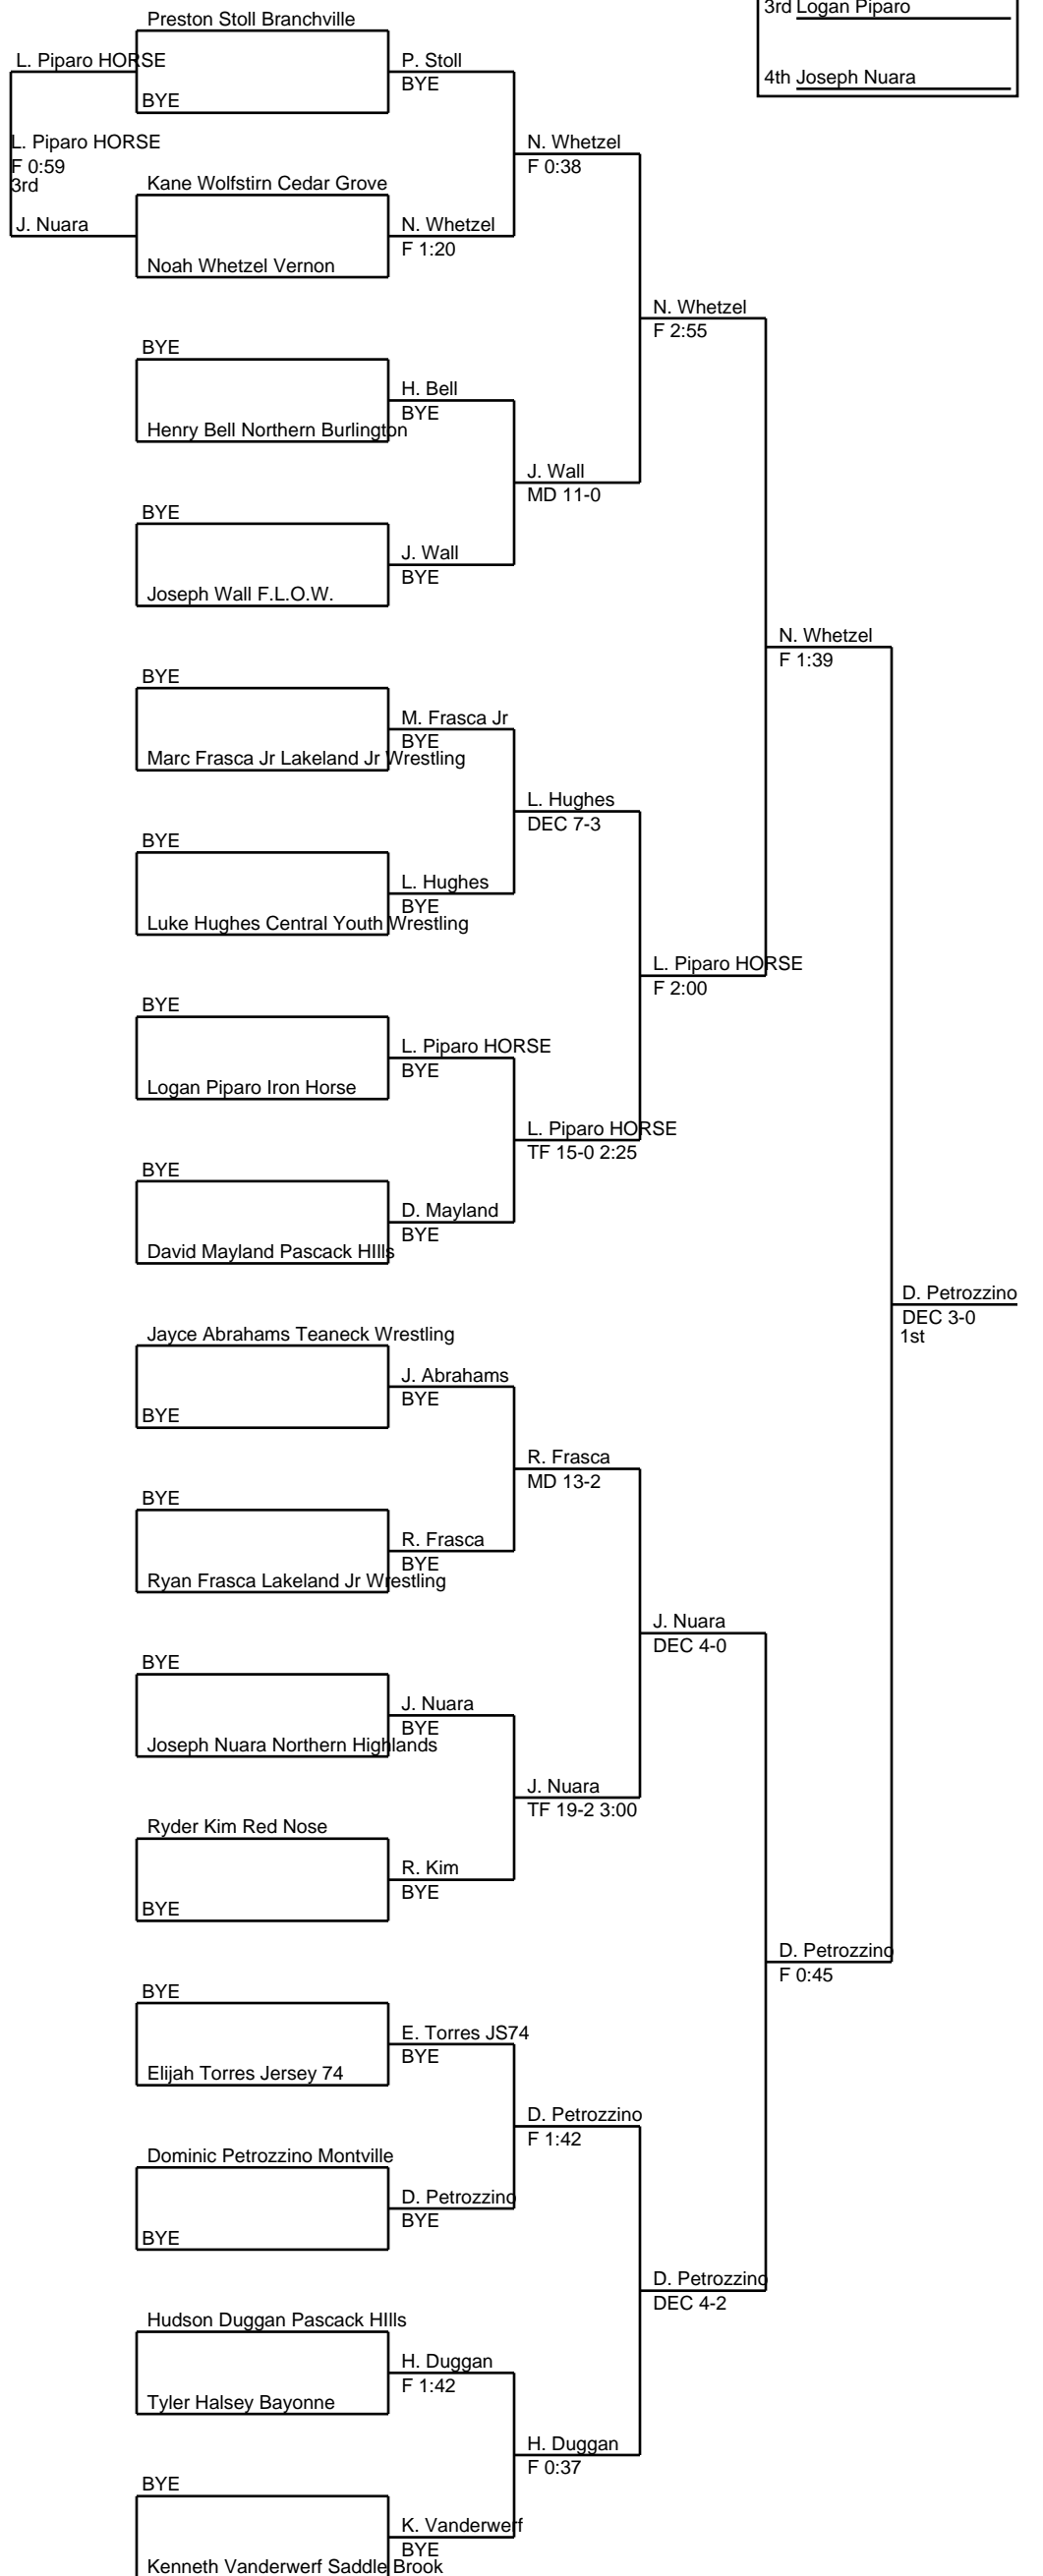 Preston Stoll Branchville
3rd Logan Piparo
L. Piparo HORSE
P. Stoll
BYE
BYE
4th Joseph Nuara
L. Piparo HORSE
F 0:59
3rd
N. Whetzel
F 0:38
Kane Wolfstirn Cedar Grove
J. Nuara
N. Whetzel
F 1:20
Noah Whetzel Vernon
N. Whetzel
F 2:55
BYE
H. Bell
BYE
Henry Bell Northern Burlington
J. Wall
MD 11-0
BYE
J. Wall
BYE
Joseph Wall F.L.O.W.
N. Whetzel
F 1:39
BYE
M. Frasca Jr
BYE
Marc Frasca Jr Lakeland Jr Wrestling
L. Hughes
DEC 7-3
BYE
L. Hughes
BYE
Luke Hughes Central Youth Wrestling
L. Piparo HORSE
F 2:00
BYE
L. Piparo HORSE
BYE
Logan Piparo Iron Horse
L. Piparo HORSE
TF 15-0 2:25
BYE
D. Mayland
BYE
David Mayland Pascack HIlls
D. Petrozzino
DEC 3-0
1st
Jayce Abrahams Teaneck Wrestling
J. Abrahams
BYE
BYE
R. Frasca
MD 13-2
BYE
R. Frasca
BYE
Ryan Frasca Lakeland Jr Wrestling
J. Nuara
DEC 4-0
BYE
J. Nuara
BYE
Joseph Nuara Northern Highlands
J. Nuara
TF 19-2 3:00
Ryder Kim Red Nose
R. Kim
BYE
BYE
D. Petrozzino
F 0:45
BYE
E. Torres JS74
BYE
Elijah Torres Jersey 74
D. Petrozzino
F 1:42
Dominic Petrozzino Montville
D. Petrozzino
BYE
BYE
D. Petrozzino
DEC 4-2
Hudson Duggan Pascack HIlls
H. Duggan
F 1:42
Tyler Halsey Bayonne
H. Duggan
F 0:37
BYE
K. Vanderwerf
BYE
Kenneth Vanderwerf Saddle Brook